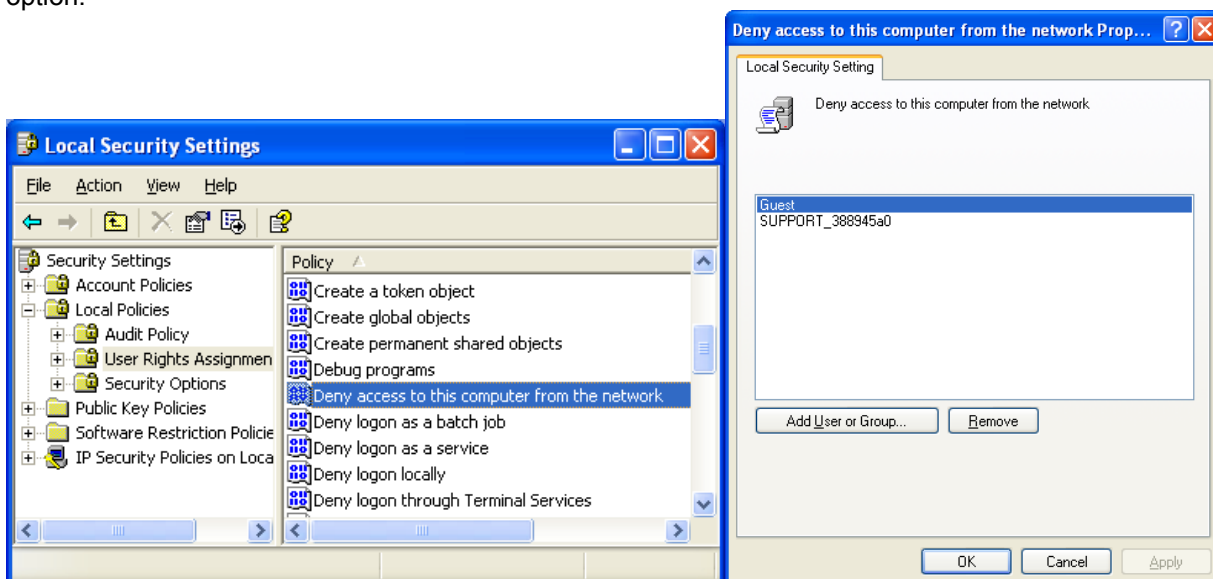 option.
Local Security Settings
File Action View Help
Security Settings
Account Policies
Local Policies
Audit Policy
User Rights Assignmen
Security Options
Public Key Policies
Software Restriction Policie
IP Security Policies on Loca
Policy
Create a token object
Create global objects
Create permanent shared objects
Debug programs
Deny access to this computer from the network
Deny logon as a batch job
Deny logon as a service
Deny logon locally
Deny logon through Terminal Services
Deny access to this computer from the network Prop...
Local Security Setting
Deny access to this computer from the network
Guest
SUPPORT_388945a0
Add User or Group... Remove
OK Cancel Apply